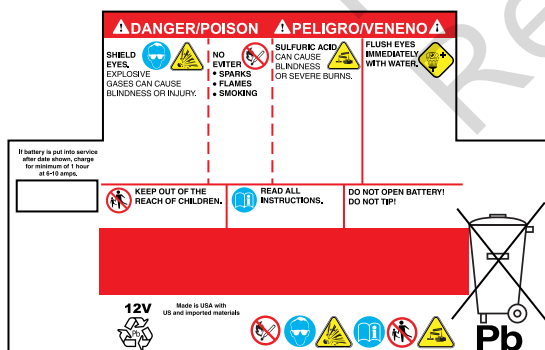 DANGER/POISON
PELIGRO/VENENO
SHIELD
EYES.
EXPLOSIVE
GASES CAN CAUSE
BLINDNESS OR INJURY.
NO
EVITER
• SPARKS
• FLAMES
• SMOKING
SULFURIC ACID
CAN CAUSE
BLINDNESS
OR SEVERE BURNS.
FLUSH EYES
IMMEDIATELY
WITH WATER.
If battery is put into service
after date shown, charge
for minimum of 1 hour
at 6-10 amps.
KEEP OUT OF THE
REACH OF CHILDREN.
READ ALL
INSTRUCTIONS.
DO NOT OPEN BATTERY!
DO NOT TIP!
12V
Pb
Made is USA with
US and imported materials
Pb